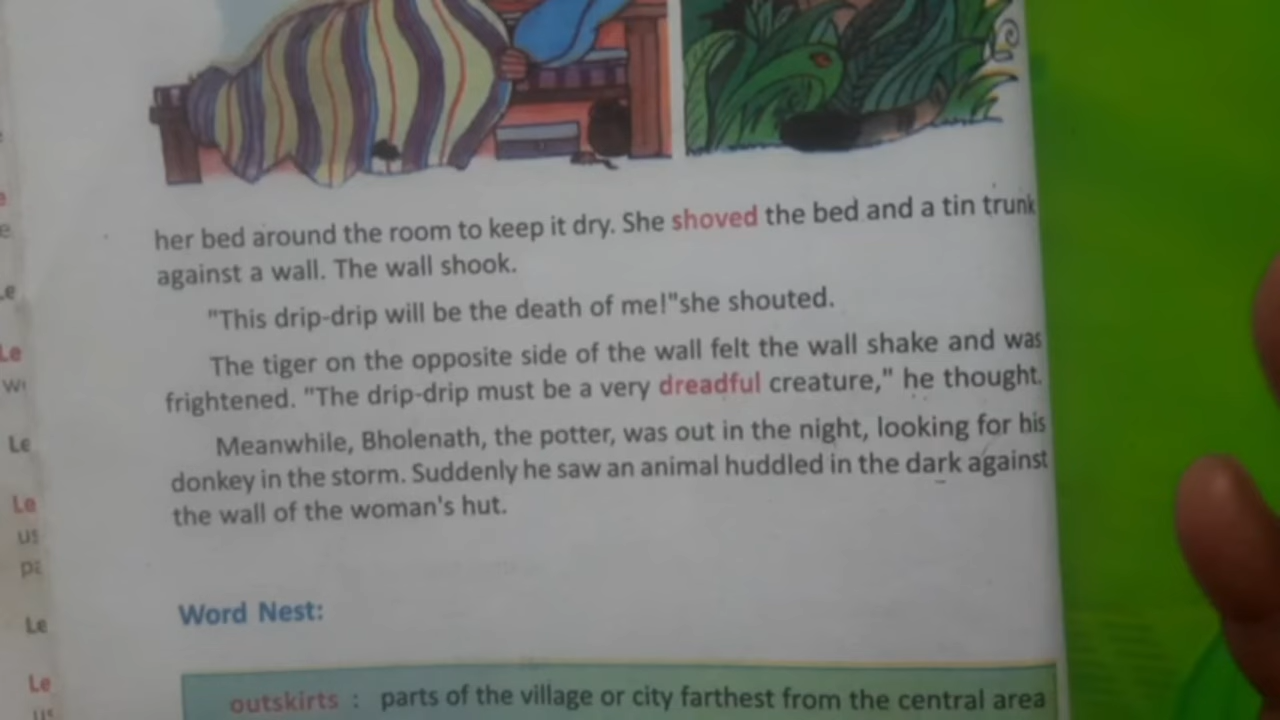 her bed around the room to keep it dry. She shoved the bed and a tin trunk
against a wall. The wall shook.
"This drip-drip will be the death of me!"she shouted.
The tiger on the opposite side of the wall felt the wall shake and was
frightened. "The drip-drip must be a very dreadful creature," he thought.
Meanwhile, Bholenath, the potter, was out in the night, looking for his
donkey in the storm. Suddenly he saw an animal huddled in the dark against
the wall of the woman's hut.
Word Nest:
outskirts : parts of the village or city farthest from the central area
Le
Le
Le
Le
Le